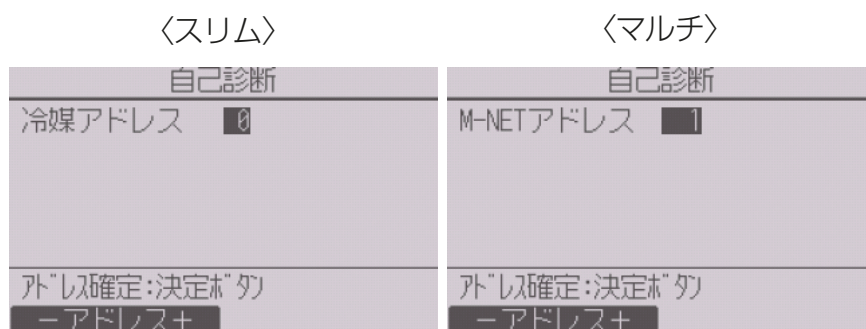 〈スリム〉
自己診断
冷媒アドレス 0
アドレス確定:決定ボタン
−アドレス+
〈マルチ〉
自己診断
M-NETアドレス 1
アドレス確定:決定ボタン
−アドレス+